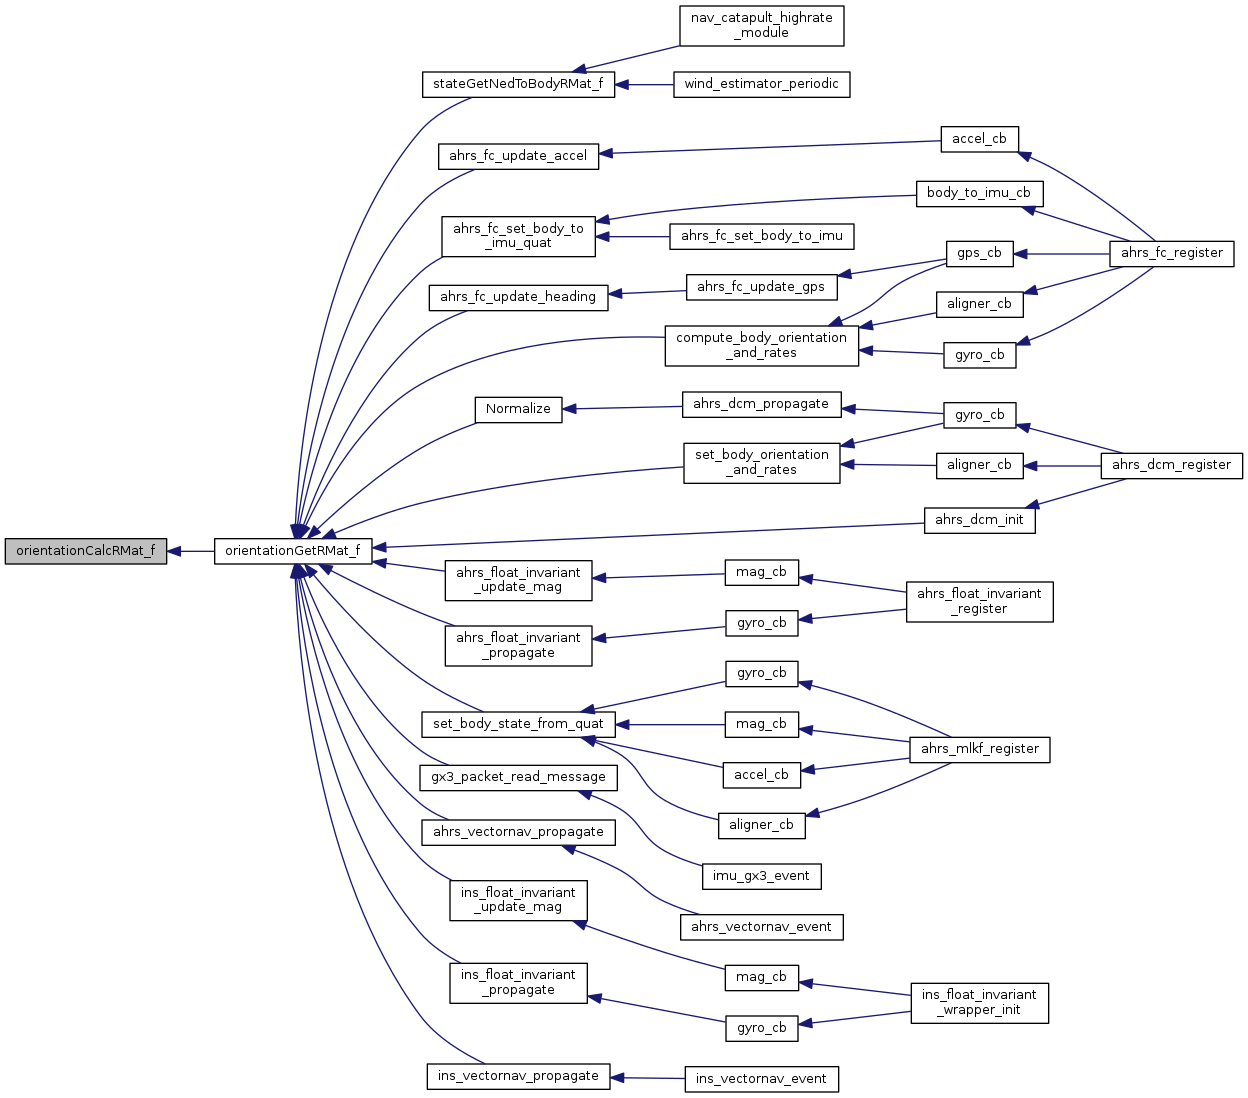 nav_catapult_highrate
_module
stateGetNedToBodyRMat_f
wind_estimator_periodic
accel_cb
ahrs_fc_update_accel
body_to_imu_cb
ahrs_fc_set_body_to
_imu_quat
ahrs_fc_set_body_to_imu
gps_cb
ahrs_fc_register
ahrs_fc_update_gps
ahrs_fc_update_heading
aligner_cb
compute_body_orientation
_and_rates
gyro_cb
Normalize
ahrs_dcm_propagate
gyro_cb
set_body_orientation
_and_rates
aligner_cb
ahrs_dcm_register
ahrs_dcm_init
orientationCalcRMat_f
orientationGetRMat_f
ahrs_float_invariant
_update_mag
mag_cb
ahrs_float_invariant
_register
ahrs_float_invariant
_propagate
gyro_cb
gyro_cb
set_body_state_from_quat
mag_cb
ahrs_mlkf_register
accel_cb
gx3_packet_read_message
aligner_cb
ahrs_vectornav_propagate
imu_gx3_event
ins_float_invariant
_update_mag
ahrs_vectornav_event
mag_cb
ins_float_invariant
_propagate
ins_float_invariant
_wrapper_init
gyro_cb
ins_vectornav_propagate
ins_vectornav_event